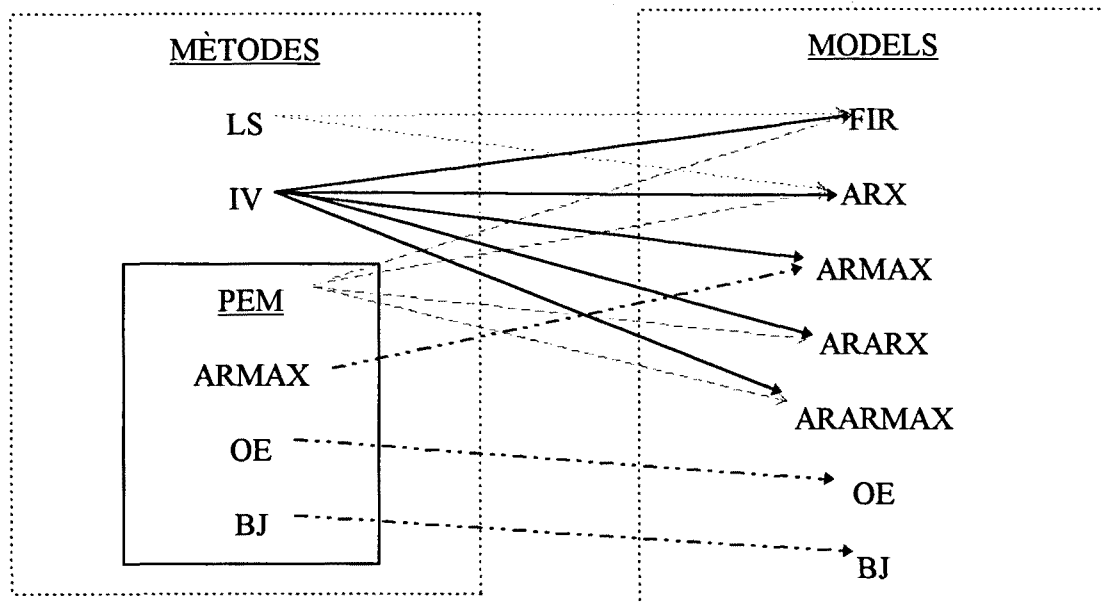 MÈTODES
LS
IV
PEM
ARMAX
OE
BJ
MODELS
FIR
ARX
ARMAX
ARARX
ARARMAX
OE
BJ